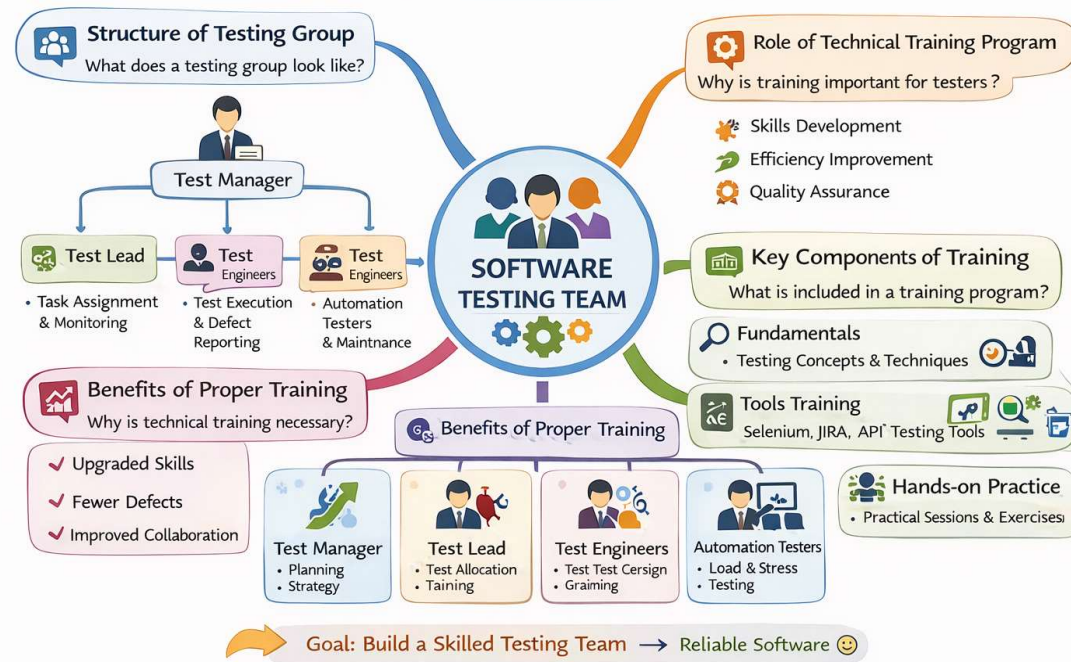 Structure of Testing Group
What does a testing group look like?
Test Manager
Test Lead
• Task Assignment
& Monitoring
Test
Engineers
• Test Execution
& Defect
Reporting
Test
Engineers
• Automation
Testers
& Maintnance
SOFTWARE
TESTING TEAM
Role of Technical Training Program
Why is training important for testers?
Skills Development
Efficiency Improvement
Quality Assurance
Key Components of Training
What is included in a training program?
Fundamentals
• Testing Concepts & Techniques
Tools Training
Selenium, JIRA, API Testing Tools
Hands-on Practice
• Practical Sessions & Exercises
Benefits of Proper Training
Why is technical training necessary?
Upgraded Skills
Fewer Defects
Improved Collaboration
Benefits of Proper Training
Test Manager
• Planning
• Strategy
Test Lead
• Test Allocation
• Taining
Test Engineers
• Test Test Cersign
• Graiming
Automation Testers
• Load & Stress
• Testing
Goal: Build a Skilled Testing Team → Reliable Software 😊